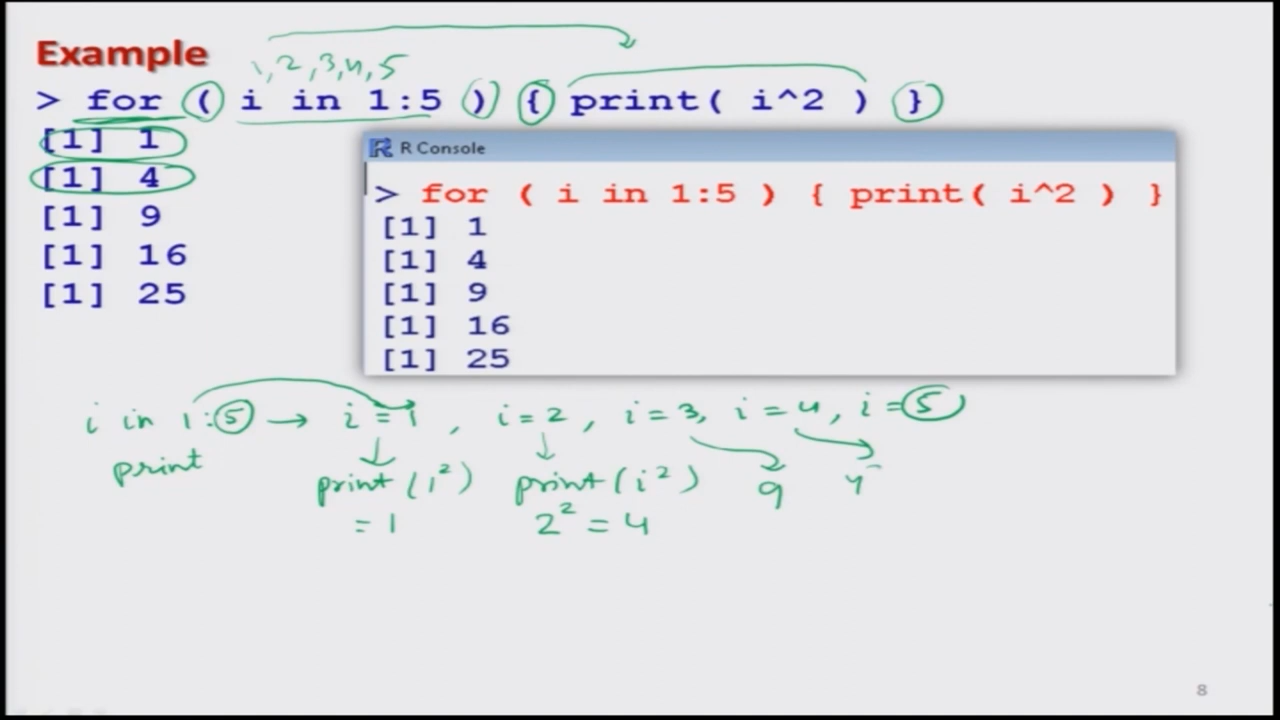 Example
1,2,3,4,5
> for ( i in 1:5 ) { print( i^2 ) }
[1] 1
[1] 4
[1] 9
[1] 16
[1] 25
R Console
> for ( i in 1:5 ) { print( i^2 ) }
[1] 1
[1] 4
[1] 9
[1] 16
[1] 25
i in 1:5 → i=1, i=2, i=3, i=4, i=5
print print(1²) print(i²) 9
=1 2²=4
8